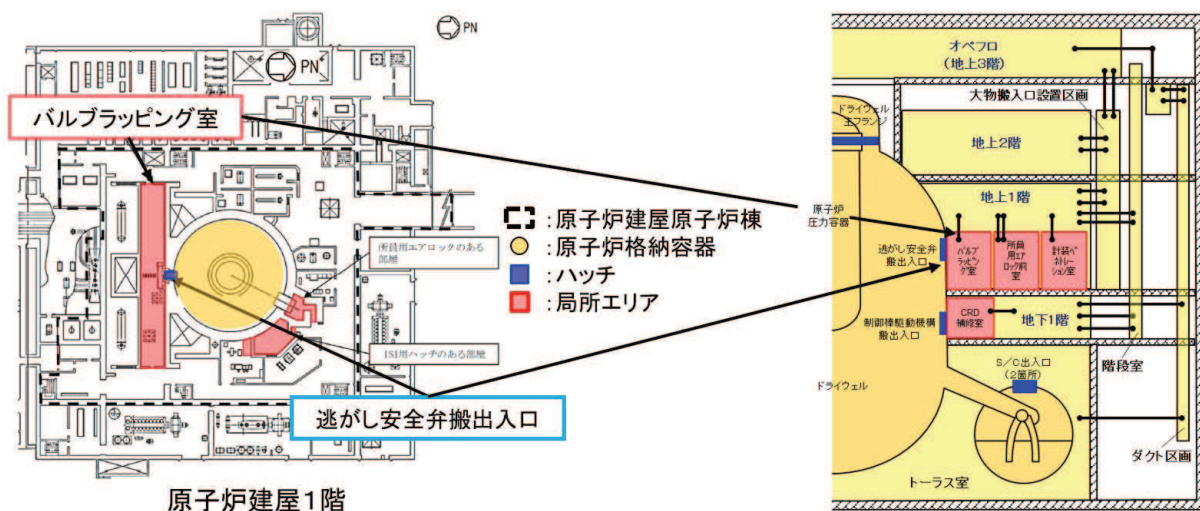 PN
PN
バルブラッピング室
所員用エアロックのある
部屋
ISI用ハッチのある部屋
逃がし安全弁搬出入口
原子炉建屋1階
:原子炉建屋原子炉棟
:原子炉格納容器
:ハッチ
:局所エリア
オペフロ
(地上3階)
大物搬入口設置区画
ドライウェル
主フランジ
地上2階
地上1階
原子炉
圧力容器
逃がし安全弁
搬出入口
バルブ
ラッピン
グ室
所員
用エア
ロック前
室
計装ペ
ネトレー
ション室
制御棒駆動機構
搬出入口
CRD
補修室
地下1階
階段室
S/C出入口
(2箇所)
ドライウェル
ダクト区画
トーラス室